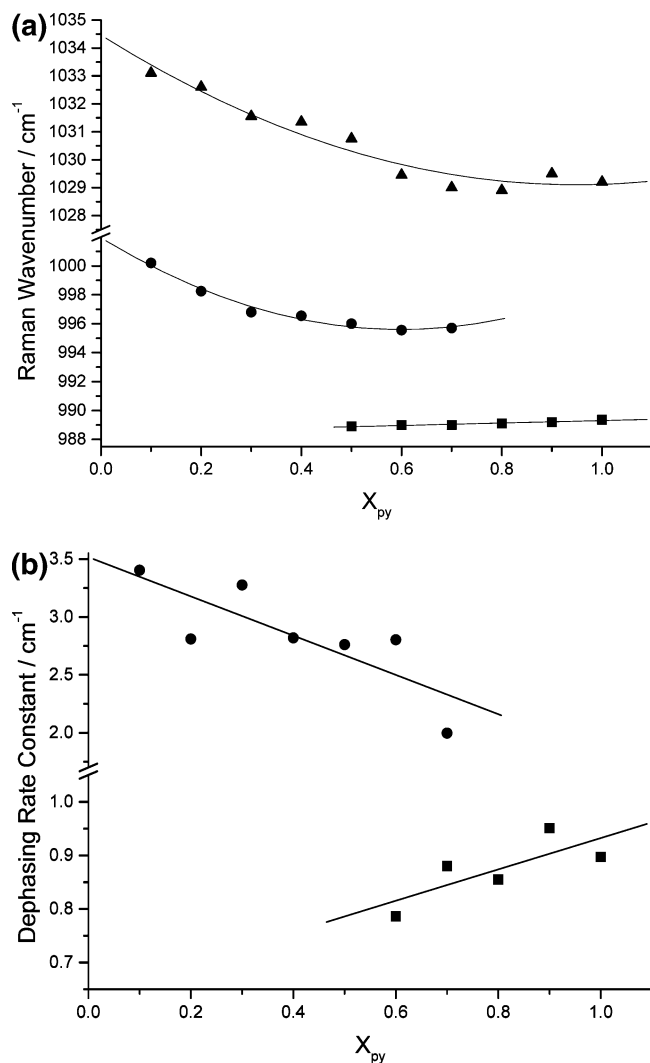 (a)
Raman Wavenumber / cm⁻¹
1035
1034
1033
1032
1031
1030
1029
1028
1000
998
996
994
992
990
988
0.0 0.2 0.4 0.6 0.8 1.0
X_py
(b)
Dephasing Rate Constant / cm⁻¹
3.5
3.0
2.5
2.0
1.0
0.9
0.8
0.7
0.0 0.2 0.4 0.6 0.8 1.0
X_py